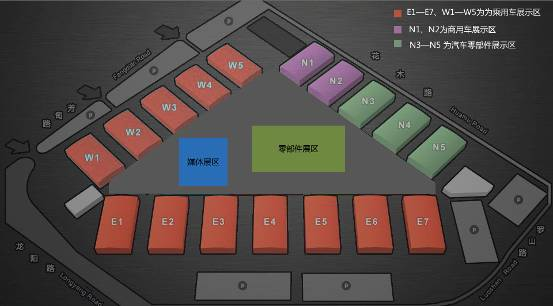 E1—E7、W1—W5为为乘用车展示区
N1、N2为商用车展示区
N3—N5 为汽车零部件展示区
P
P
P
Fangdian Road
芳甸路
花木路
Huamu Road
W5
W4
W3
W2
W1
N1
N2
N3
N4
N5
媒体展区
零部件展区
E1
E2
E3
E4
E5
E6
E7
P
P
P
P
龙阳路
Longyang Road
罗山路
Luoshan Road